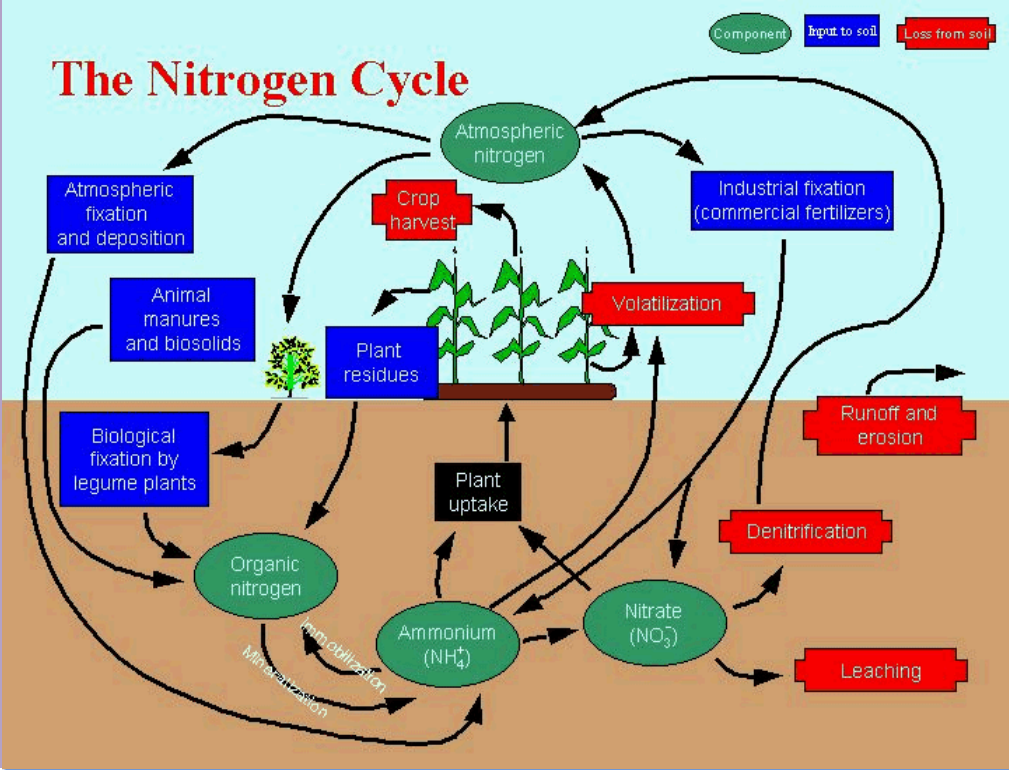 Component
Input to soil
Loss from soil
The Nitrogen Cycle
Atmospheric
nitrogen
Atmospheric
fixation
and deposition
Crop
harvest
Industrial fixation
(commercial fertilizers)
Animal
manures
and biosolids
Volatilization
Plant
residues
Runoff and
erosion
Biological
fixation by
legume plants
Plant
uptake
Denitrification
Organic
nitrogen
Ammonium
(NH₄⁺)
Nitrate
(NO₃⁻)
Immobilization
Mineralization
Leaching